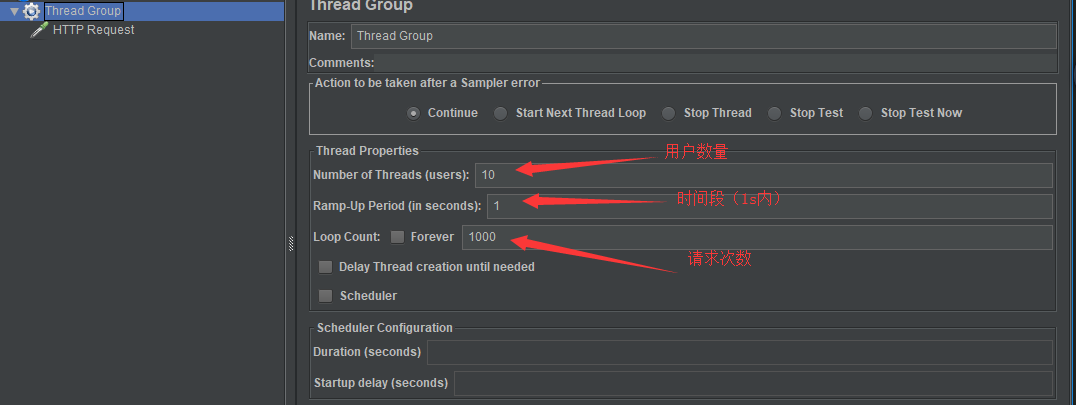 Thread Group
HTTP Request
Thread Group
Name: Thread Group
Comments:
Action to be taken after a Sampler error
Continue Start Next Thread Loop Stop Thread Stop Test Stop Test Now
Thread Properties
用户数量
Number of Threads (users): 10
时间段（1s内）
Ramp-Up Period (in seconds): 1
Loop Count: Forever 1000
请求次数
Delay Thread creation until needed
Scheduler
Scheduler Configuration
Duration (seconds)
Startup delay (seconds)